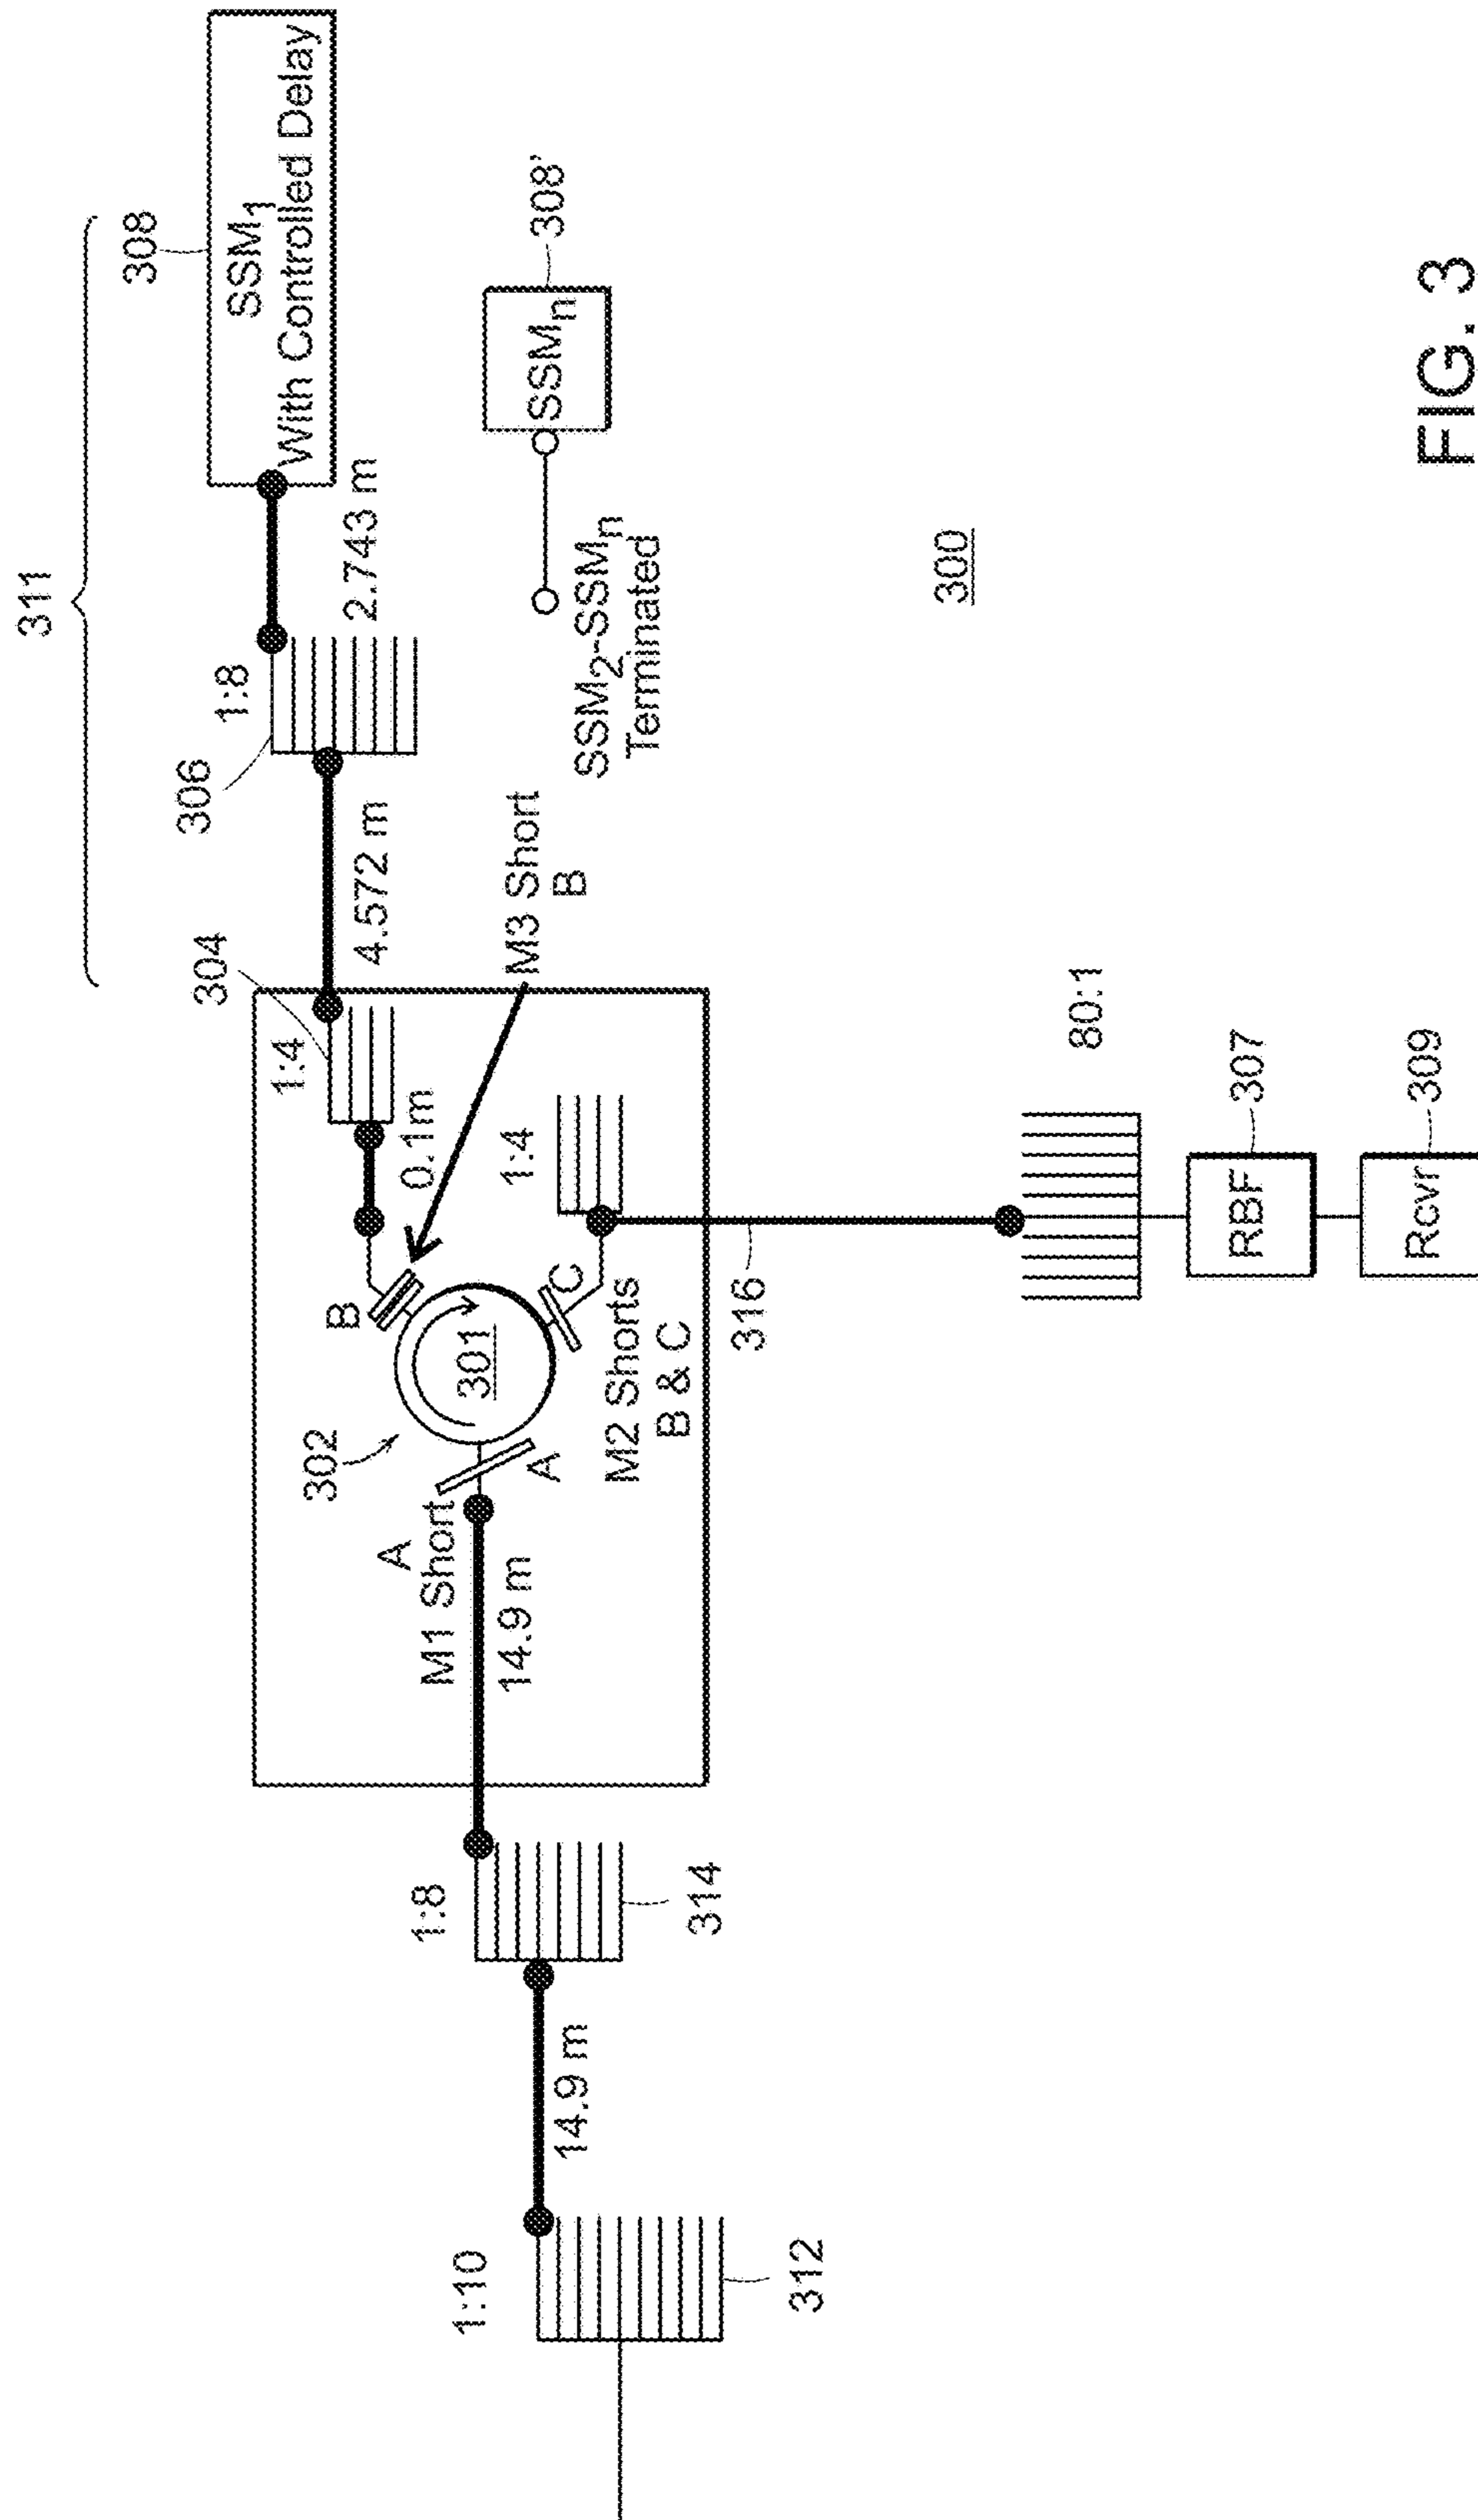 311
308
SSM1
With Controlled Delay
1:8
306
2.743 m
308'
SSMn
SSM2-SSMn
Terminated
304
4.572 m
1:4
0.1m
M3 Short
B
B
302
301
C
1:4
A
M1 Short
A
14.9 m
M2 Shorts
B & C
316
80:1
RBF
307
Rcvr
309
1:8
314
14.9 m
1:10
312
300
FIG. 3